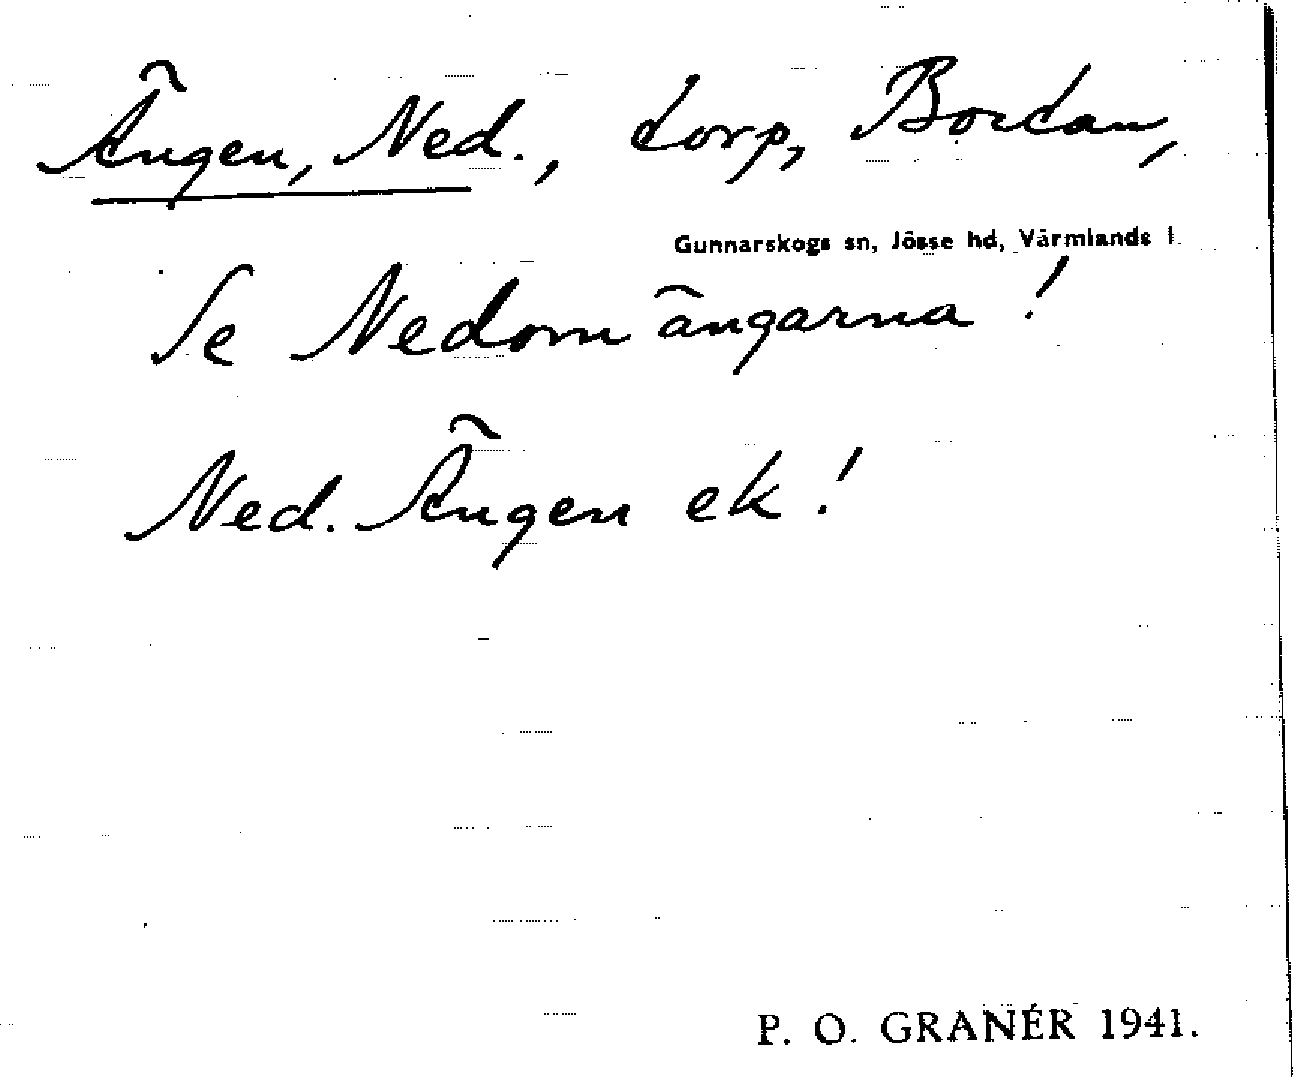 Ängen, Ned., torp, Bortan,
Gunnarskogs sn, Jösse hd, Värmlands l.
Se Nedom ängarna!
Ned. Ängen ek!
P. O. GRANÉR 1941.